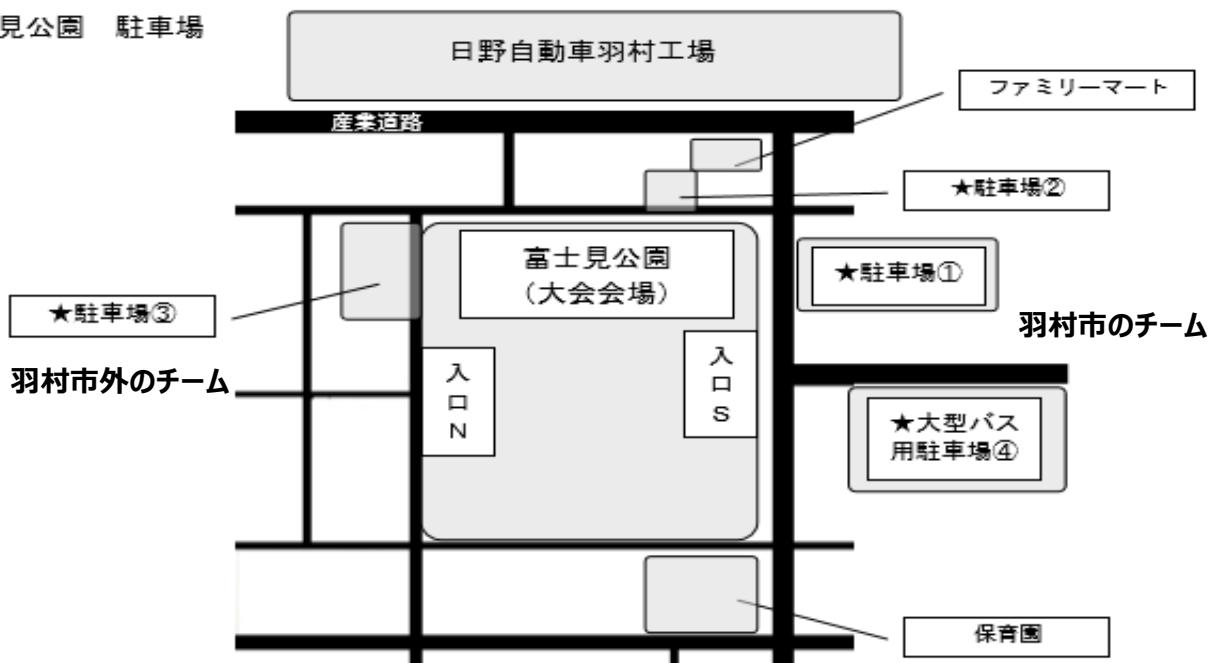 見公園　駐車場
日野自動車羽村工場
ファミリーマート
産業道路
★駐車場②
富士見公園
（大会会場）
★駐車場①
★駐車場③
羽村市のチーム
羽村市外のチーム
入口N
入口S
★大型バス
用駐車場④
保育園